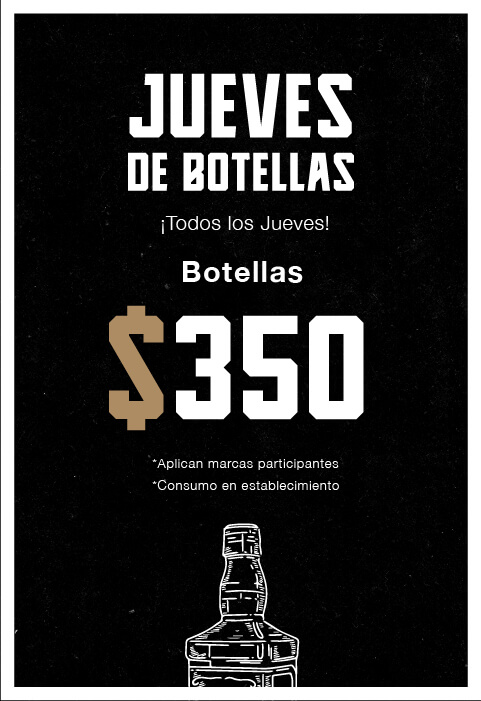 JUEVES
DE BOTELLAS
¡Todos los Jueves!
Botellas
$350
*Aplican marcas participantes
*Consumo en establecimiento